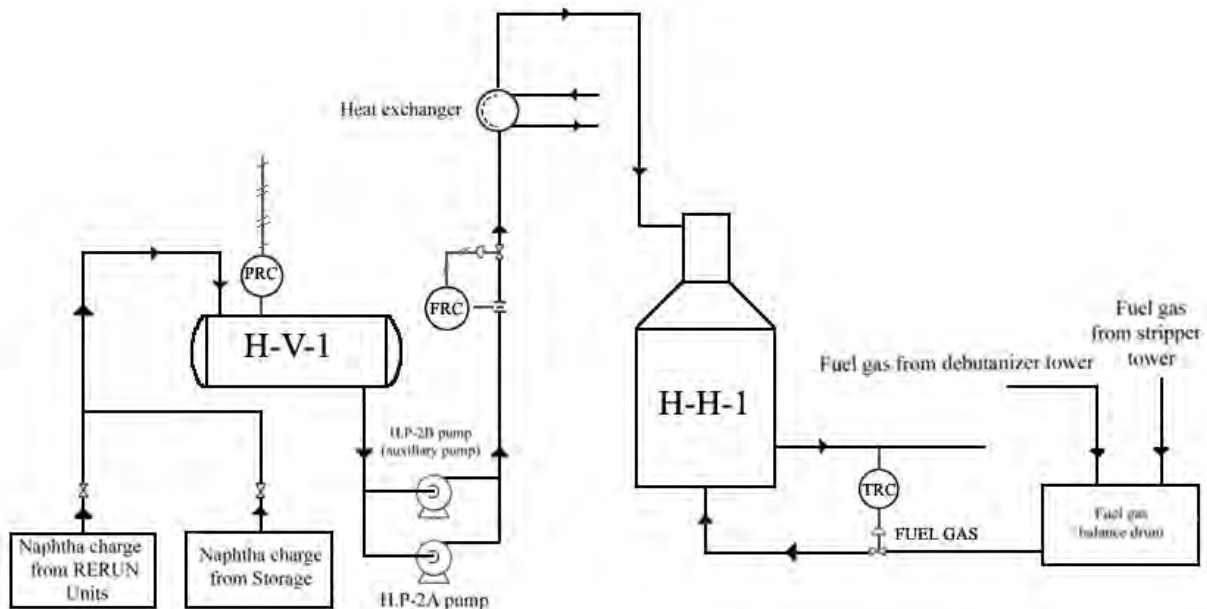 Heat exchanger
PRC
FRC
H-V-1
Fuel gas
from stripper
tower
Fuel gas from debutanizer tower
H-H-1
H.P-2B pump
(auxiliary pump)
TRC
FUEL GAS
Fuel gas
balance drum
Naphtha charge
from RERUN
Units
Naphtha charge
from Storage
H.P-2A pump